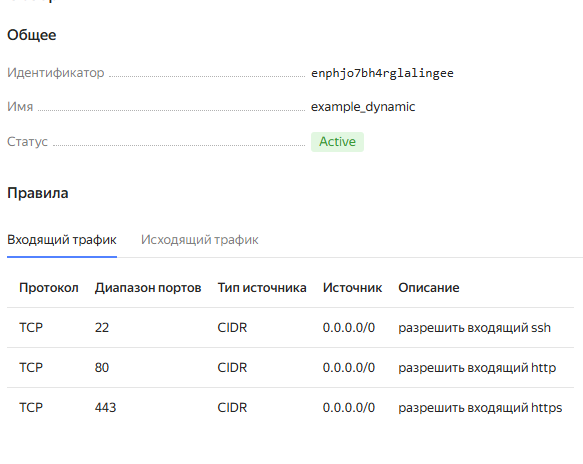 Общее
Идентификатор enphjo7bh4rglalingee
Имя example_dynamic
Статус Active
Правила
Входящий трафик Исходящий трафик
Протокол Диапазон портов Тип источника Источник Описание
TCP 22 CIDR 0.0.0.0/0 разрешить входящий ssh
TCP 80 CIDR 0.0.0.0/0 разрешить входящий http
TCP 443 CIDR 0.0.0.0/0 разрешить входящий https